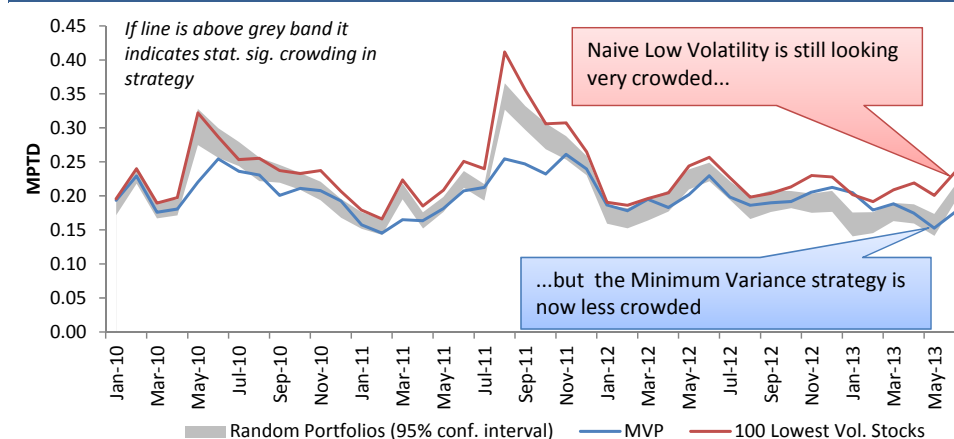 0.45
0.40
0.35
0.30
0.25
0.20
0.15
0.10
0.05
0.00
MPTD
If line is above grey band it
indicates stat. sig. crowding in
strategy
Naive Low Volatility is still looking
very crowded...
...but  the Minimum Variance strategy is
now less crowded
Jan-10
Mar-10
May-10
Jul-10
Sep-10
Nov-10
Jan-11
Mar-11
May-11
Jul-11
Sep-11
Nov-11
Jan-12
Mar-12
May-12
Jul-12
Sep-12
Nov-12
Jan-13
Mar-13
May-13
Random Portfolios (95% conf. interval)
MVP
100 Lowest Vol. Stocks